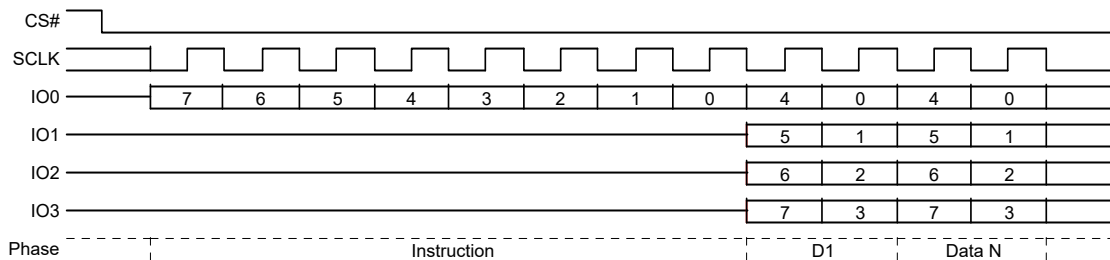 CS#
SCLK
IO0 7 6 5 4 3 2 1 0 4 0 4 0
IO1 5 1 5 1
IO2 6 2 6 2
IO3 7 3 7 3
Phase Instruction D1 Data N